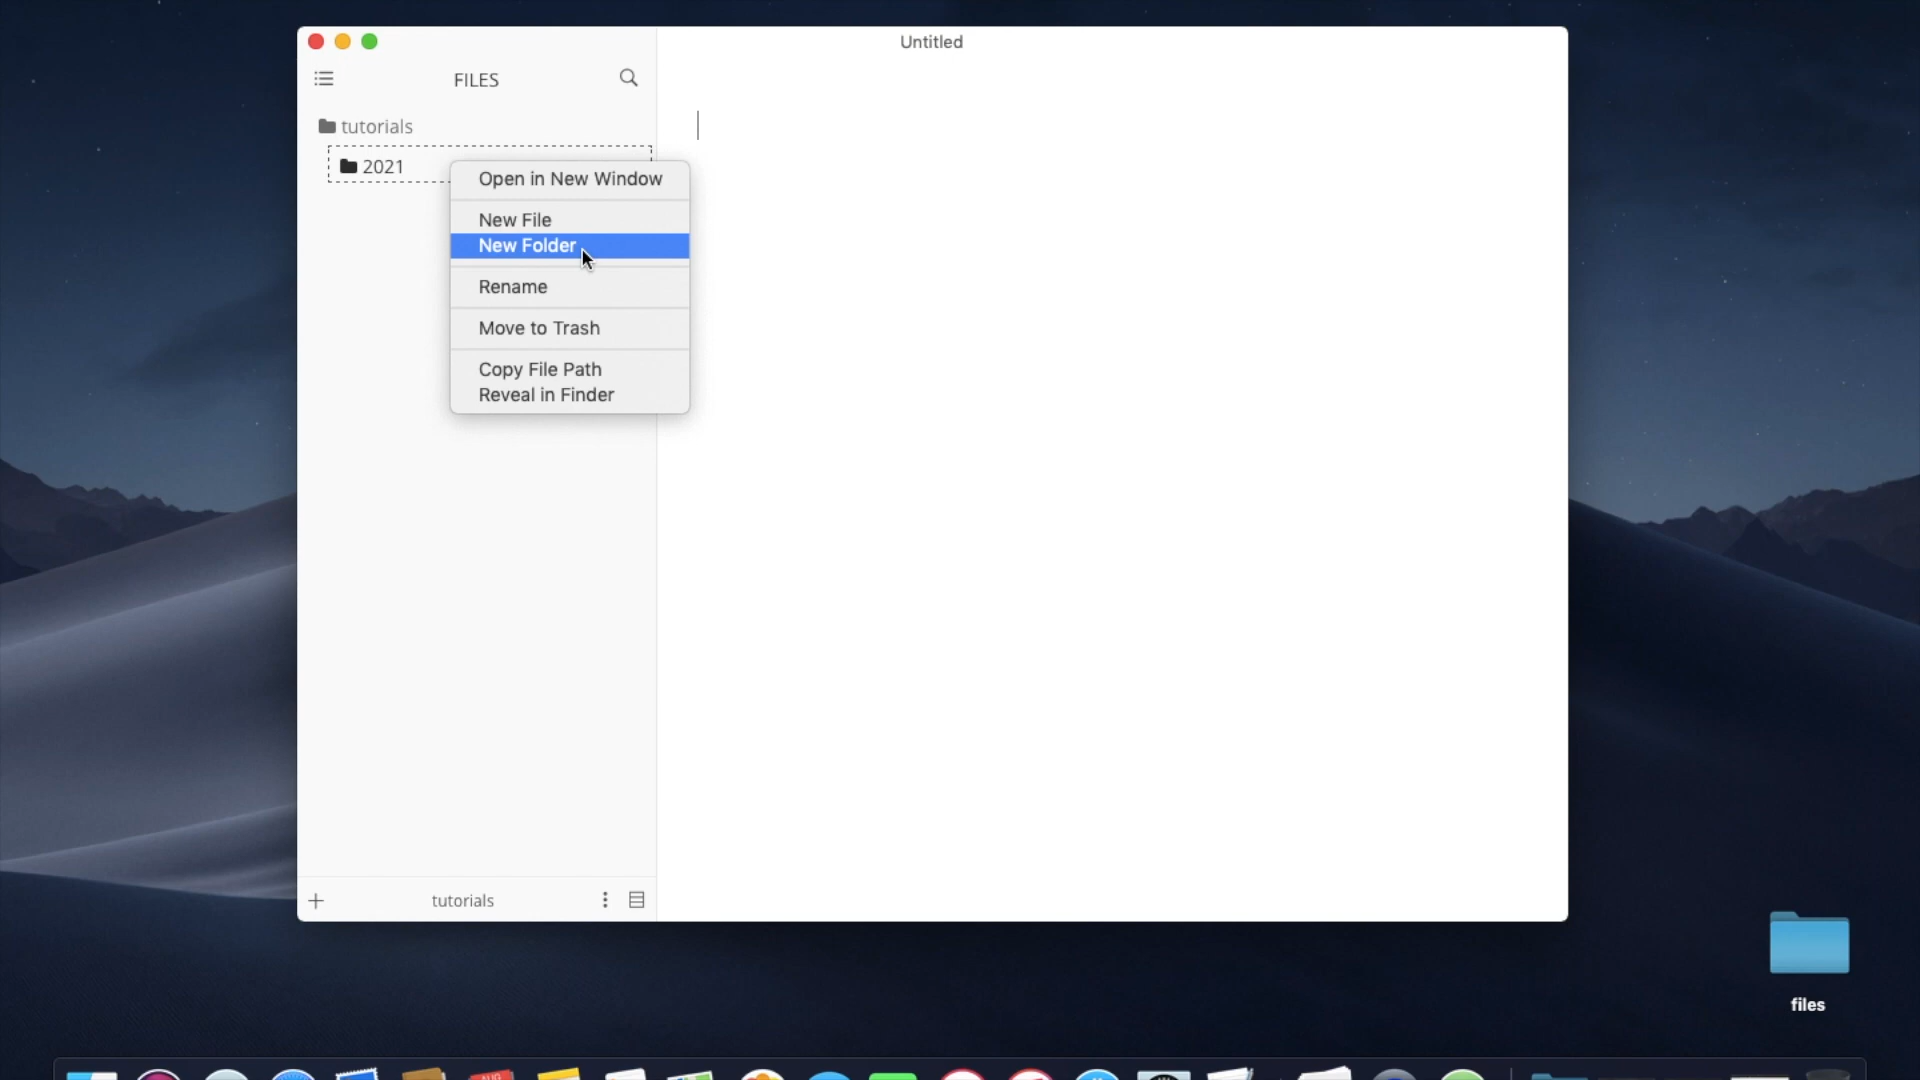 Untitled
FILES
tutorials
2021
Open in New Window
New File
New Folder
Rename
Move to Trash
Copy File Path
Reveal in Finder
tutorials
files
AUG